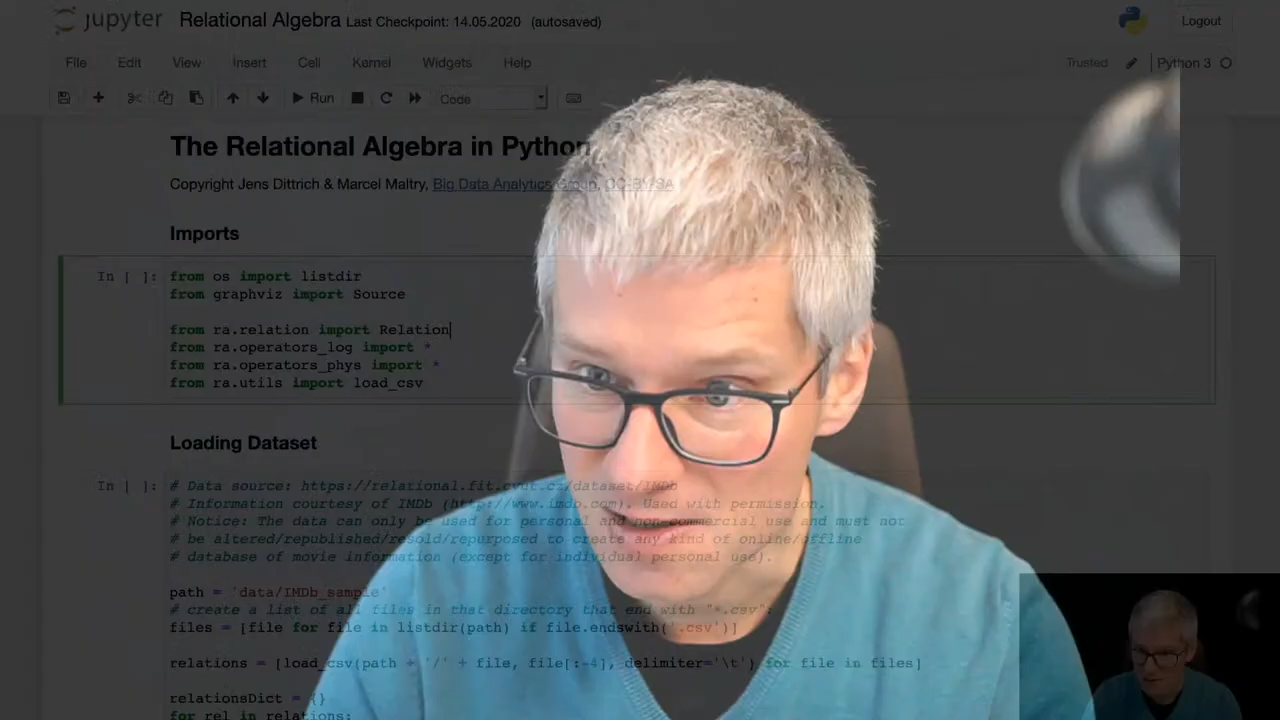 jupyter Relational Algebra Last Checkpoint: 14.05.2020 (autosaved) Logout
File Edit View Insert Cell Kernel Widgets Help Trusted Python 3
Run Code
The Relational Algebra in Python
Copyright Jens Dittrich & Marcel Maltry, Big Data Analytics Group, CC-BY-SA
Imports
In [ ]: from os import listdir
from graphviz import Source
from ra.relation import Relation
from ra.operators_log import *
from ra.operators_phys import *
from ra.utils import load_csv
Loading Dataset
In [ ]: # Data source: https://relational.fit.cvut.cz/dataset/IMDb
# Information courtesy of IMDb (http://www.imdb.com). Used with permission.
# Notice: The data can only be used for personal and non-commercial use and must not
# be altered/republished/resold/repurposed to create any kind of online/offline
# database of movie information (except for individual personal use).
path = 'data/IMDb_sample'
# create a list of all files in that directory that end with "*.csv":
files = [file for file in listdir(path) if file.endswith('.csv')]
relations = [load_csv(path + '/' + file, file[:-4], delimiter='\t') for file in files]
relationsDict = {}
for rel in relations: